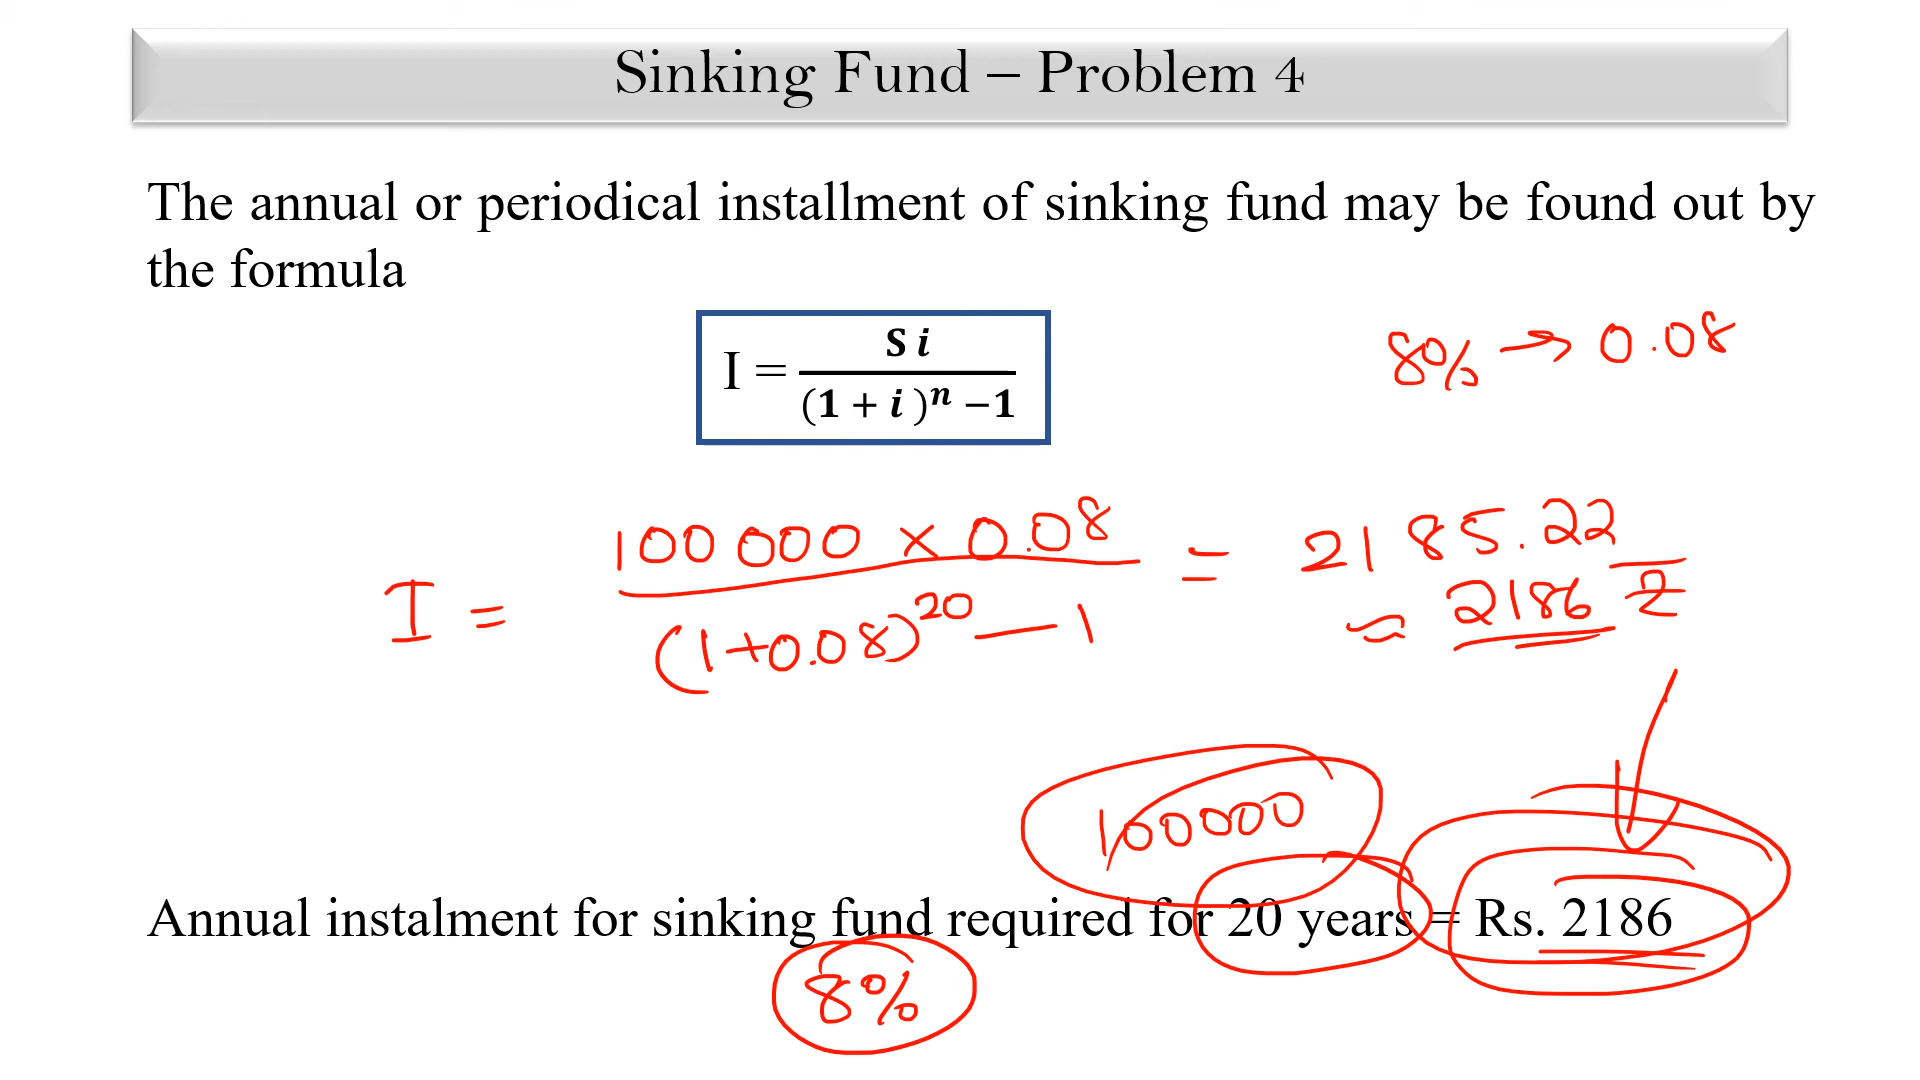 Sinking Fund – Problem 4
The annual or periodical installment of sinking fund may be found out by
the formula
I = S i / (1 + i )^n −1
8% → 0.08
I = 100 000 × 0.08 / (1+0.08)^20 — 1 = 2185.22
≈ 2186
100000
Annual instalment for sinking fund required for 20 years = Rs. 2186
8%